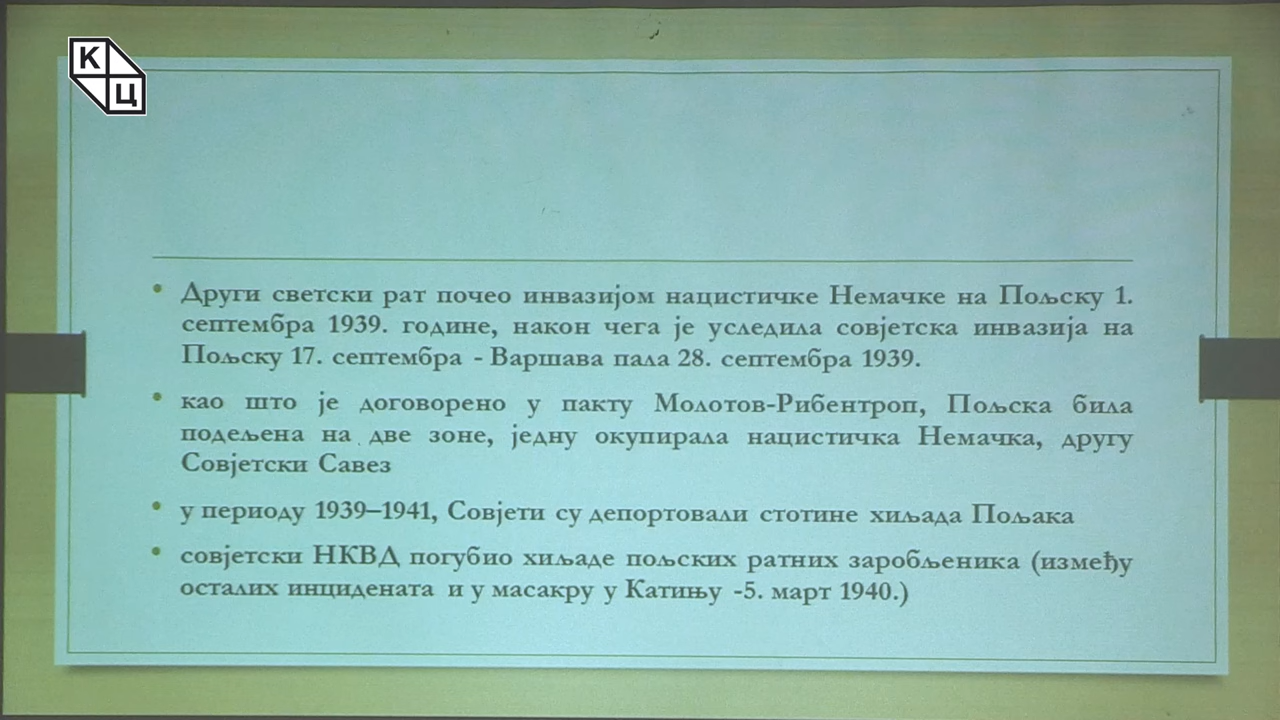 К
Ц
• Други светски рат почео инвазијом нацистичке Немачке на Пољску 1.
септембра 1939. године, након чега је уследила совјетска инвазија на
Пољску 17. септембра - Варшава пала 28. септембра 1939.
• као што је договорено у пакту Молотов-Рибентроп, Пољска била
подељена на две зоне, једну окупирала нацистичка Немачка, другу
Совјетски Савез
• у периоду 1939–1941, Совјети су депортовали стотине хиљада Пољака
• совјетски НКВД погубио хиљаде пољских ратних заробљеника (између
осталих инцидената и у масакру у Катињу -5. март 1940.)